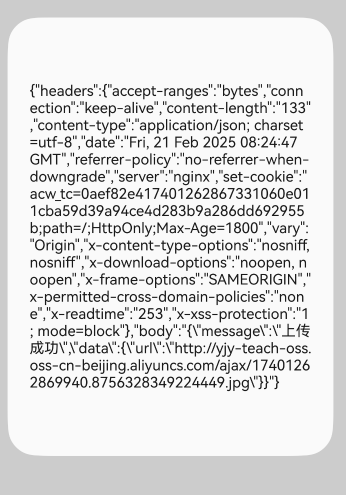 {"headers":{"accept-ranges":"bytes","conn
ection":"keep-alive","content-length":"133"
,"content-type":"application/json; charset
=utf-8","date":"Fri, 21 Feb 2025 08:24:47
GMT","referrer-policy":"no-referrer-when-
downgrade","server":"nginx","set-cookie":"
acw_tc=0aef82e417401262867331060e01
1cba59d39a94ce4d283b9a286dd692955
b;path=/;HttpOnly;Max-Age=1800","vary":
"Origin","x-content-type-options":"nosniff,
nosniff","x-download-options":"noopen, n
oopen","x-frame-options":"SAMEORIGIN","
x-permitted-cross-domain-policies":"non
e","x-readtime":"253","x-xss-protection":"1
; mode=block"},"body":"{\"message\":\"上传
成功\",\"data\":{\"url\":\"http://yjy-teach-oss.
oss-cn-beijing.aliyuncs.com/ajax/1740126
2869940.8756328349224449.jpg\"}}"}